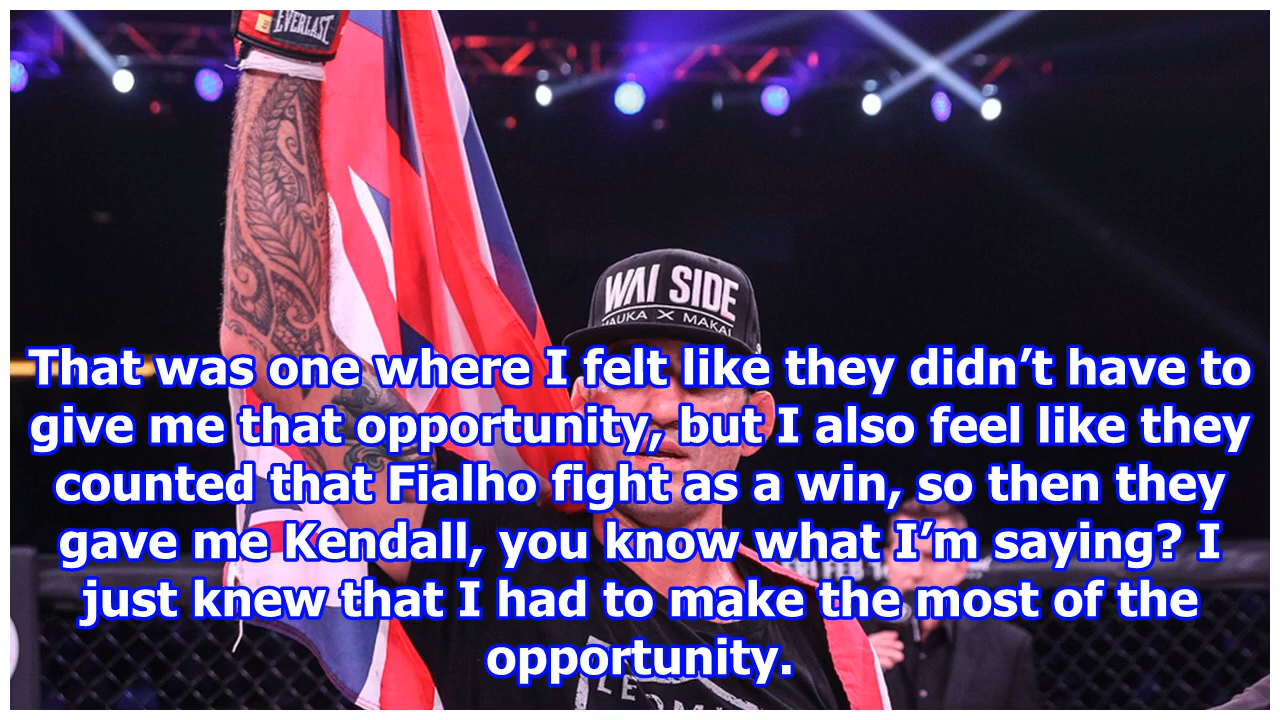 EVERLAST
WAI SIDE
MAUKA X MAKAI
That was one where I felt like they didn’t have to
give me that opportunity, but I also feel like they
counted that Fialho fight as a win, so then they
gave me Kendall, you know what I’m saying? I
just knew that I had to make the most of the
opportunity.